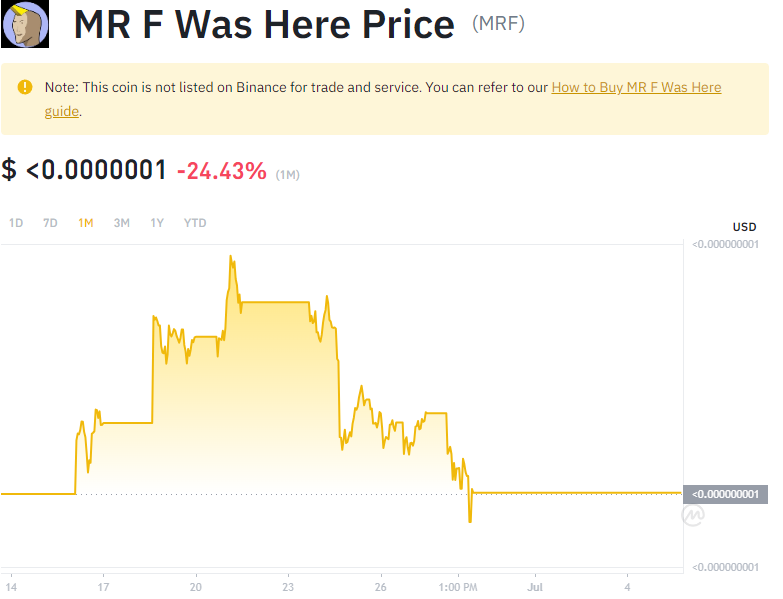 MR F Was Here Price (MRF)
Note: This coin is not listed on Binance for trade and service. You can refer to our How to Buy MR F Was Here
guide.
$ <0.0000001 -24.43% (1M)
1D 7D 1M 3M 1Y YTD
USD
<0.000000001
<0.000000001
<0.000000001
14 17 20 23 26 1:00 PM Jul 4